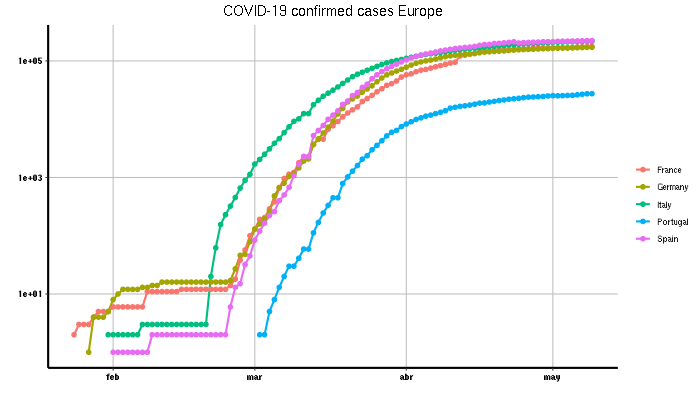 COVID-19 confirmed cases Europe
1e+05
1e+03
1e+01
feb mar abr may
France
Germany
Italy
Portugal
Spain